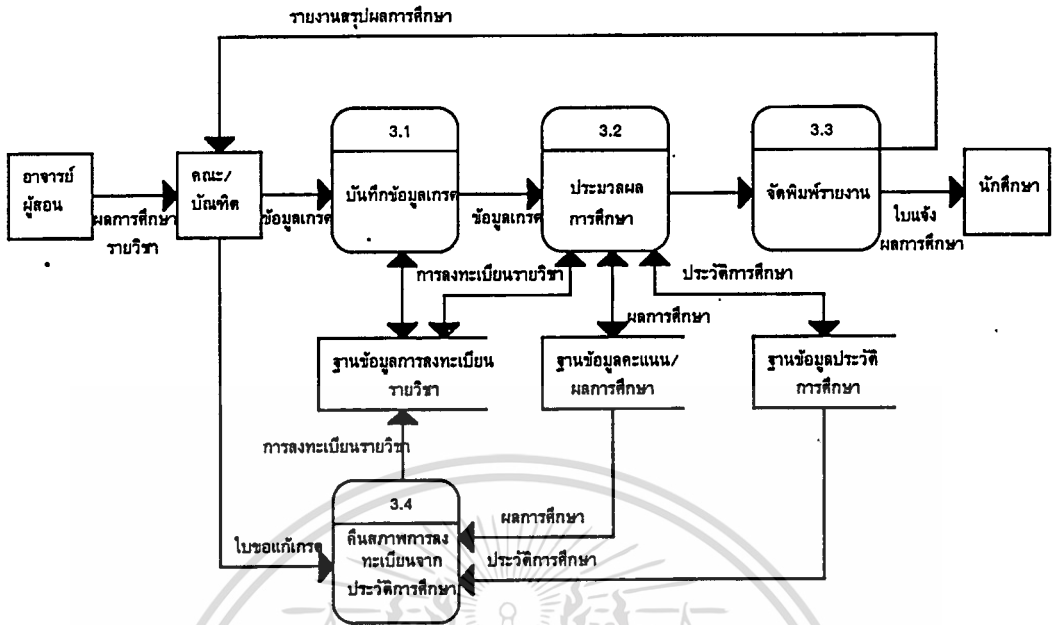 รายงานสรุปผลการศึกษา
3.1
3.2
3.3
อาจารย์
ผู้สอน
คณะ/
บัณฑิต
บันทึกข้อมูลเกรด
ประมวลผล
การศึกษา
จัดพิมพ์รายงาน
นักศึกษา
ผลการศึกษา
รายวิชา
ข้อมูลเกรด
ข้อมูลเกรด
ใบแจ้ง
ผลการศึกษา
การลงทะเบียนรายวิชา
ประวัติการศึกษา
ผลการศึกษา
ฐานข้อมูลการลงทะเบียน
รายวิชา
ฐานข้อมูลคะแนน/
ผลการศึกษา
ฐานข้อมูลประวัติ
การศึกษา
การลงทะเบียนรายวิชา
3.4
คืนสภาพการลง
ทะเบียนจาก
ประวัติการศึกษา
ใบขอแก้เกรด
ผลการศึกษา
ประวัติการศึกษา